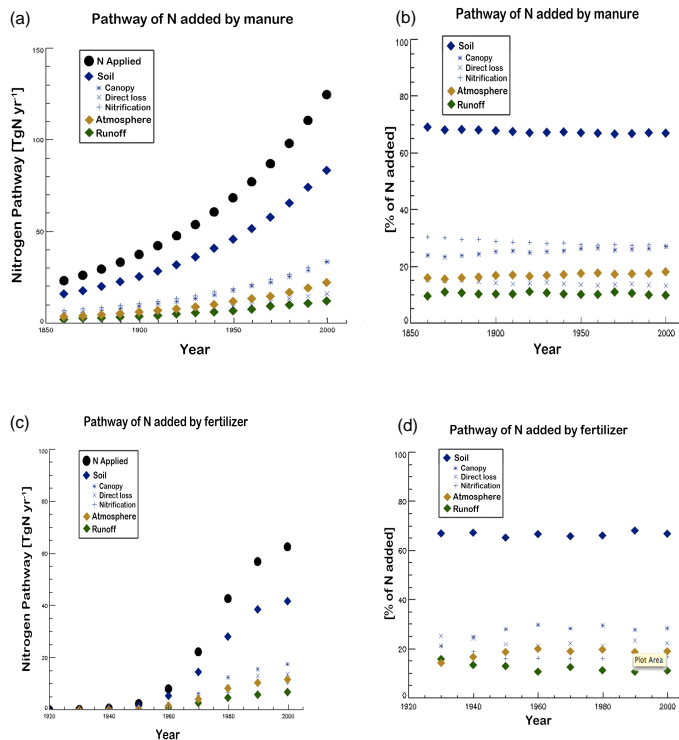 (a)
Pathway of N added by manure
150
100
50
0
1850
1900
1950
2000
Nitrogen Pathway [TgN yr⁻¹]
Year
N Applied
Soil
Canopy
Direct loss
Nitrification
Atmosphere
Runoff
(b)
Pathway of N added by manure
100
80
60
40
20
0
1850
1900
1950
2000
[% of N added]
Year
Soil
Canopy
Direct loss
Nitrification
Atmosphere
Runoff
(c)
Pathway of N added by fertilizer
100
80
60
40
20
0
1920
1940
1960
1980
2000
Nitrogen Pathway [TgN yr⁻¹]
Year
N Applied
Soil
Canopy
Direct loss
Nitrification
Atmosphere
Runoff
(d)
Pathway of N added by fertilizer
100
80
60
40
20
0
1920
1940
1960
1980
2000
[% of N added]
Year
Soil
Canopy
Direct loss
Nitrification
Atmosphere
Runoff
Plot Area